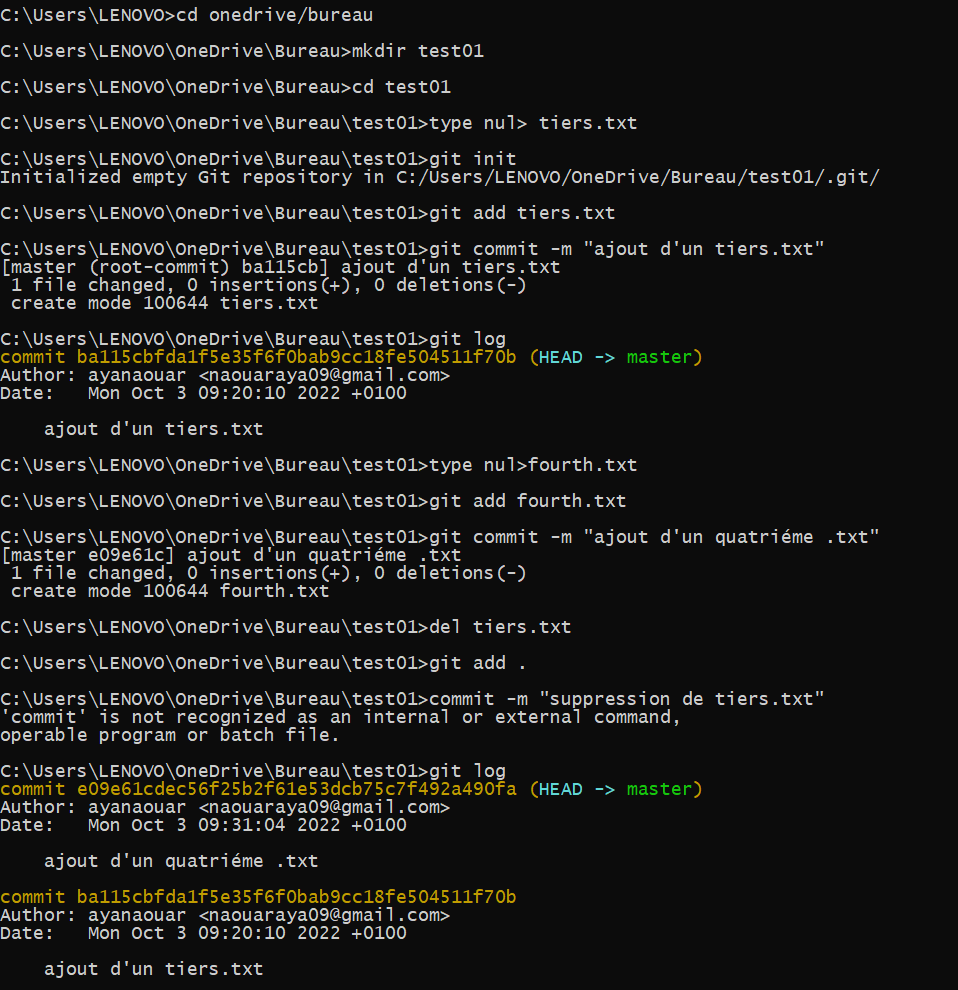 C:\Users\LENOVO>cd onedrive/bureau
C:\Users\LENOVO\OneDrive\Bureau>mkdir test01
C:\Users\LENOVO\OneDrive\Bureau>cd test01
C:\Users\LENOVO\OneDrive\Bureau\test01>type nul> tiers.txt
C:\Users\LENOVO\OneDrive\Bureau\test01>git init
Initialized empty Git repository in C:/Users/LENOVO/OneDrive/Bureau/test01/.git/
C:\Users\LENOVO\OneDrive\Bureau\test01>git add tiers.txt
C:\Users\LENOVO\OneDrive\Bureau\test01>git commit -m "ajout d'un tiers.txt"
[master (root-commit) ba115cb] ajout d'un tiers.txt
 1 file changed, 0 insertions(+), 0 deletions(-)
 create mode 100644 tiers.txt
C:\Users\LENOVO\OneDrive\Bureau\test01>git log
commit ba115cbfda1f5e35f6f0bab9cc18fe504511f70b (HEAD -> master)
Author: ayanaouar <naouaraya09@gmail.com>
Date:   Mon Oct 3 09:20:10 2022 +0100
    ajout d'un tiers.txt
C:\Users\LENOVO\OneDrive\Bureau\test01>type nul>fourth.txt
C:\Users\LENOVO\OneDrive\Bureau\test01>git add fourth.txt
C:\Users\LENOVO\OneDrive\Bureau\test01>git commit -m "ajout d'un quatriéme .txt"
[master e09e61c] ajout d'un quatriéme .txt
 1 file changed, 0 insertions(+), 0 deletions(-)
 create mode 100644 fourth.txt
C:\Users\LENOVO\OneDrive\Bureau\test01>del tiers.txt
C:\Users\LENOVO\OneDrive\Bureau\test01>git add .
C:\Users\LENOVO\OneDrive\Bureau\test01>commit -m "suppression de tiers.txt"
'commit' is not recognized as an internal or external command,
operable program or batch file.
C:\Users\LENOVO\OneDrive\Bureau\test01>git log
commit e09e61cdec56f25b2f61e53dcb75c7f492a490fa (HEAD -> master)
Author: ayanaouar <naouaraya09@gmail.com>
Date:   Mon Oct 3 09:31:04 2022 +0100
    ajout d'un quatriéme .txt
commit ba115cbfda1f5e35f6f0bab9cc18fe504511f70b
Author: ayanaouar <naouaraya09@gmail.com>
Date:   Mon Oct 3 09:20:10 2022 +0100
    ajout d'un tiers.txt